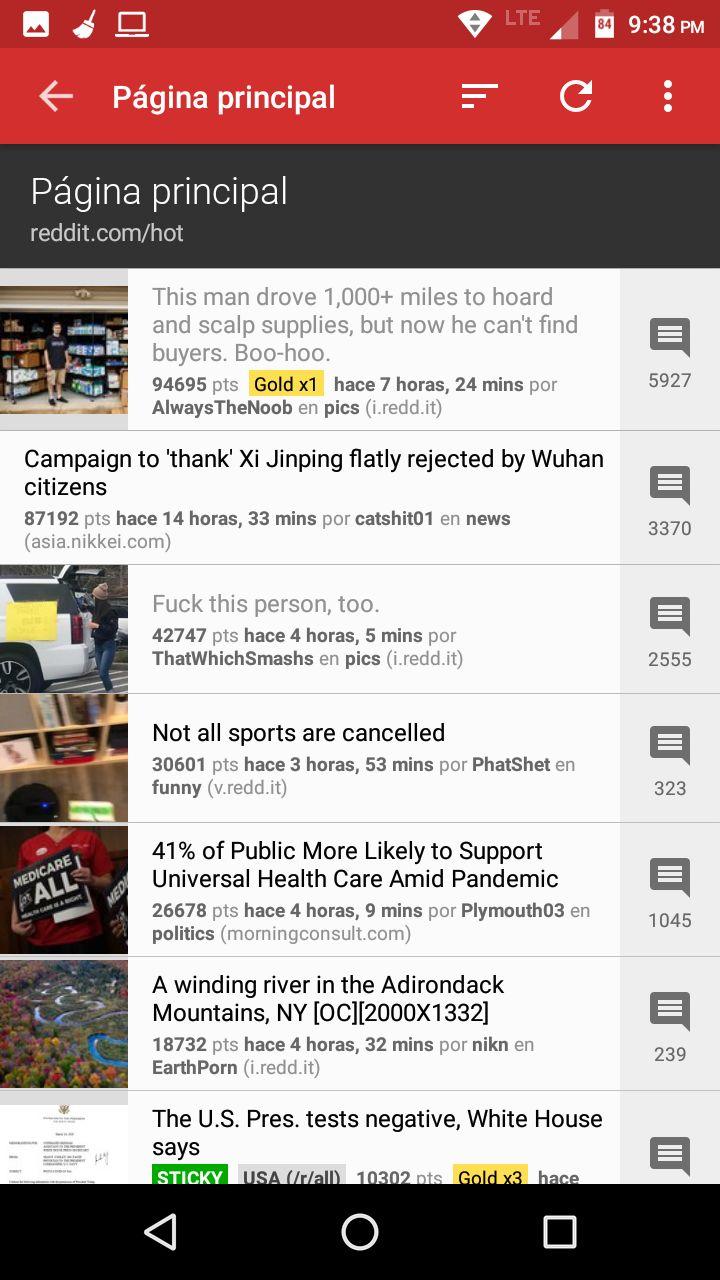 LTE 84 9:38 PM
Página principal
Página principal
reddit.com/hot
This man drove 1,000+ miles to hoard
and scalp supplies, but now he can't find
buyers. Boo-hoo.
94695 pts Gold x1 hace 7 horas, 24 mins por
AlwaysTheNoob en pics (i.redd.it)
5927
Campaign to 'thank' Xi Jinping flatly rejected by Wuhan
citizens
87192 pts hace 14 horas, 33 mins por catshit01 en news
(asia.nikkei.com)
3370
Fuck this person, too.
42747 pts hace 4 horas, 5 mins por
ThatWhichSmashs en pics (i.redd.it)
2555
Not all sports are cancelled
30601 pts hace 3 horas, 53 mins por PhatShet en
funny (v.redd.it)
323
MEDICARE
for ALL
HEALTH CARE IS A RIGHT
41% of Public More Likely to Support
Universal Health Care Amid Pandemic
26678 pts hace 4 horas, 9 mins por Plymouth03 en
politics (morningconsult.com)
1045
A winding river in the Adirondack
Mountains, NY [OC][2000X1332]
18732 pts hace 4 horas, 32 mins por nikn en
EarthPorn (i.redd.it)
239
The U.S. Pres. tests negative, White House
says
STICKY USA (/r/all) 10302 pts Gold x3 hace